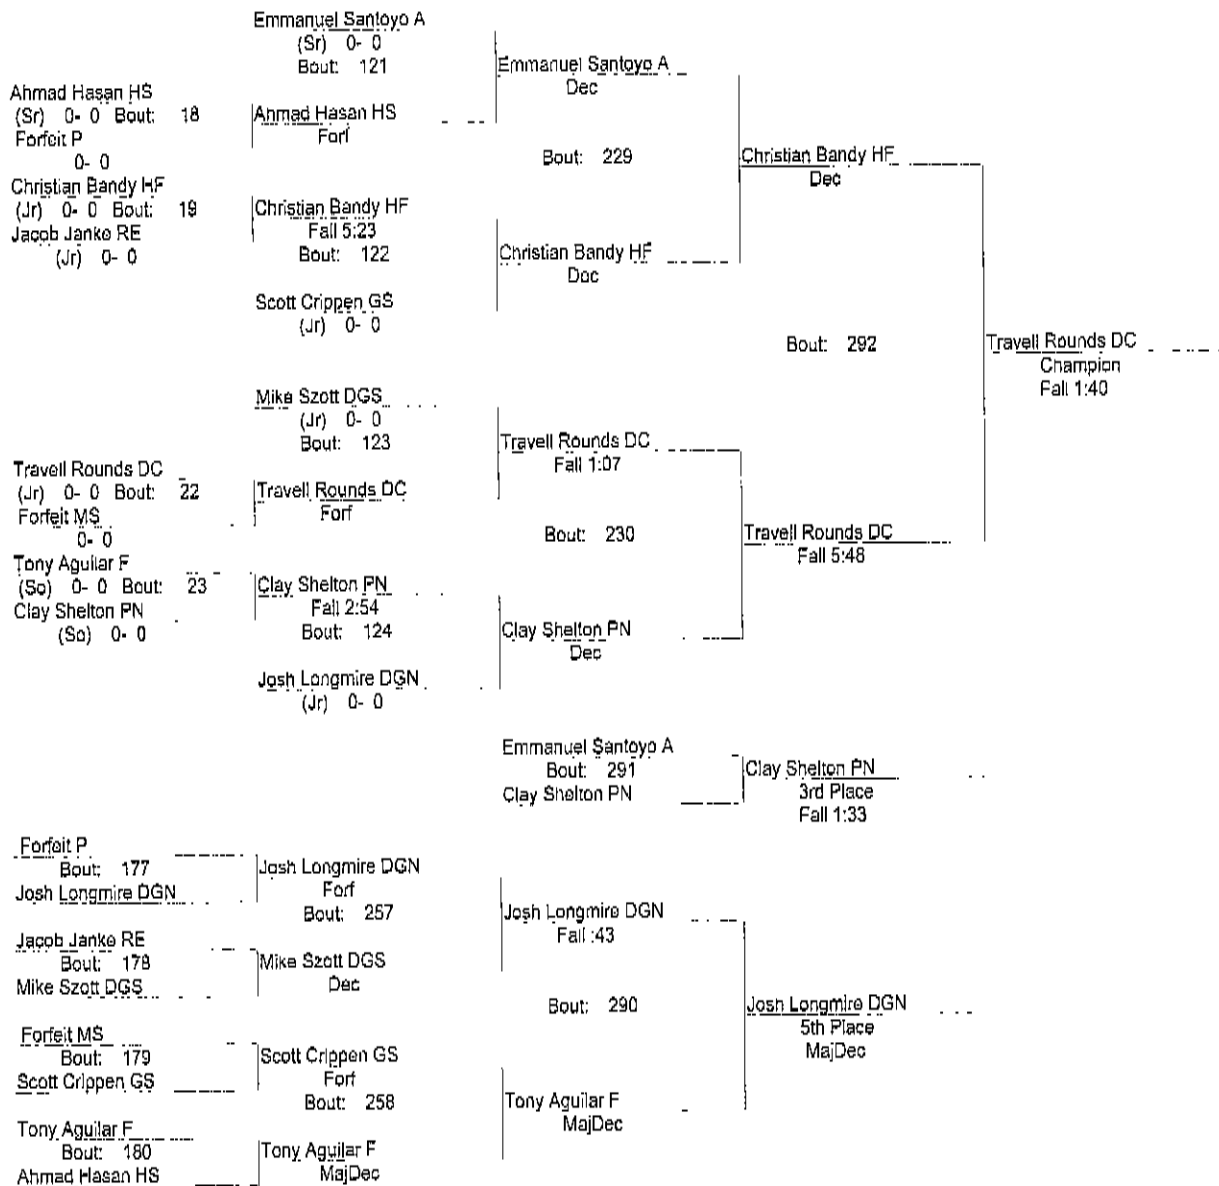 Emmanuel Santoyo A
(Sr) 0- 0
Bout: 121
Emmanuel Santoyo A
Dec
Ahmad Hasan HS
(Sr) 0- 0 Bout: 18
Forfeit P
0- 0
Ahmad Hasan HS
Forf
Bout: 229
Christian Bandy HF
Dec
Christian Bandy HF
(Jr) 0- 0 Bout: 19
Jacob Janke RE
(Jr) 0- 0
Christian Bandy HF
Fall 5:23
Bout: 122
Christian Bandy HF
Dec
Scott Crippen GS
(Jr) 0- 0
Bout: 292
Travell Rounds DC
Champion
Fall 1:40
Mike Szott DGS
(Jr) 0- 0
Bout: 123
Travell Rounds DC
Fall 1:07
Travell Rounds DC
(Jr) 0- 0 Bout: 22
Forfeit MS
0- 0
Travell Rounds DC
Forf
Bout: 230
Travell Rounds DC
Fall 5:48
Tony Aguilar F
(So) 0- 0 Bout: 23
Clay Shelton PN
(So) 0- 0
Clay Shelton PN
Fall 2:54
Bout: 124
Clay Shelton PN
Dec
Josh Longmire DGN
(Jr) 0- 0
Emmanuel Santoyo A
Bout: 291
Clay Shelton PN
Clay Shelton PN
3rd Place
Fall 1:33
Forfeit P
Bout: 177
Josh Longmire DGN
Josh Longmire DGN
Forf
Bout: 257
Josh Longmire DGN
Fall :43
Jacob Janke RE
Bout: 178
Mike Szott DGS
Mike Szott DGS
Dec
Bout: 290
Josh Longmire DGN
5th Place
MajDec
Forfeit MS
Bout: 179
Scott Crippen GS
Scott Crippen GS
Forf
Bout: 258
Tony Aguilar F
MajDec
Tony Aguilar F
Bout: 180
Ahmad Hasan HS
Tony Aguilar F
MajDec